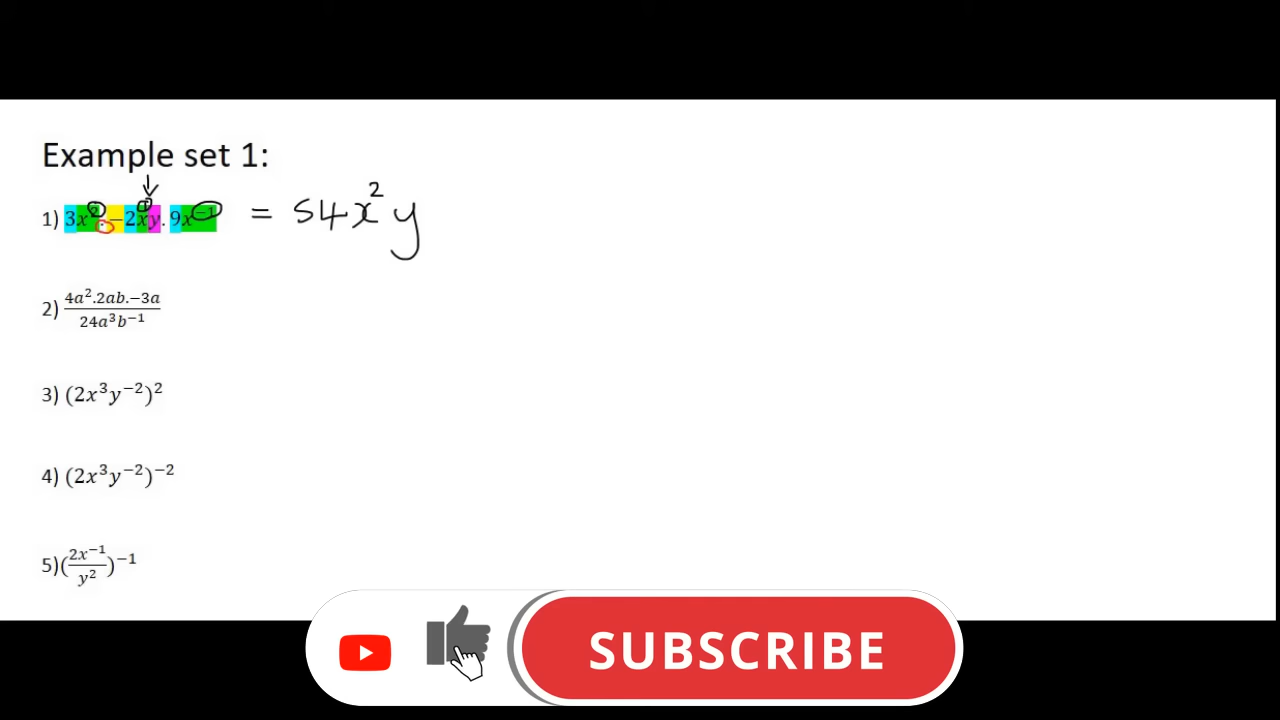 Example set 1:
1) 3x². −2xy. 9x⁻¹ = 54x²y
2) 4a².2ab.−3a / 24a³b⁻¹
3) (2x³y⁻²)²
4) (2x³y⁻²)⁻²
5)(2x⁻¹ / y²)⁻¹
SUBSCRIBE